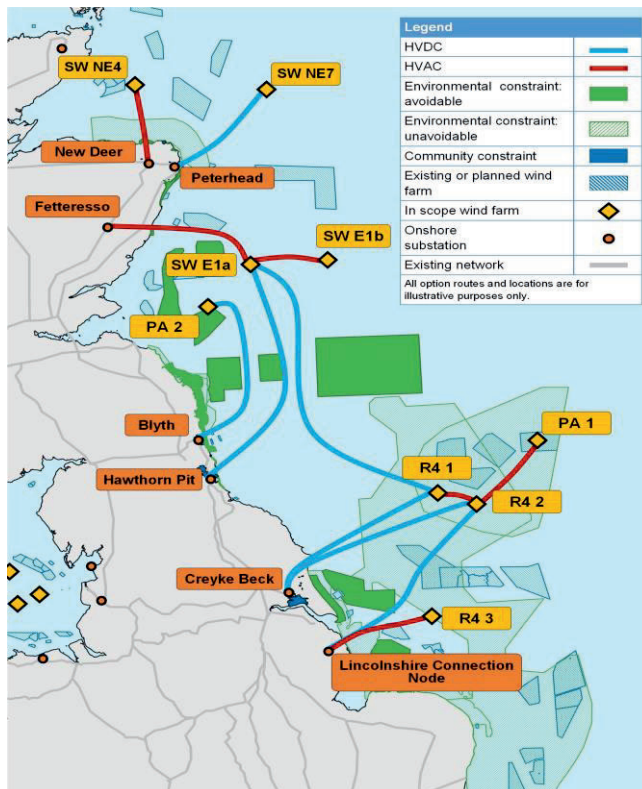 SW NE4
SW NE7
New Deer
Peterhead
Fetteresso
SW E1b
SW E1a
PA 2
Blyth
Hawthorn Pit
PA 1
R4 1
R4 2
Creyke Beck
R4 3
Lincolnshire Connection
Node
Legend
HVDC
HVAC
Environmental constraint:
avoidable
Environmental constraint:
unavoidable
Community constraint
Existing or planned wind
farm
In scope wind farm
Onshore
substation
Existing network
All option routes and locations are for
illustrative purposes only.